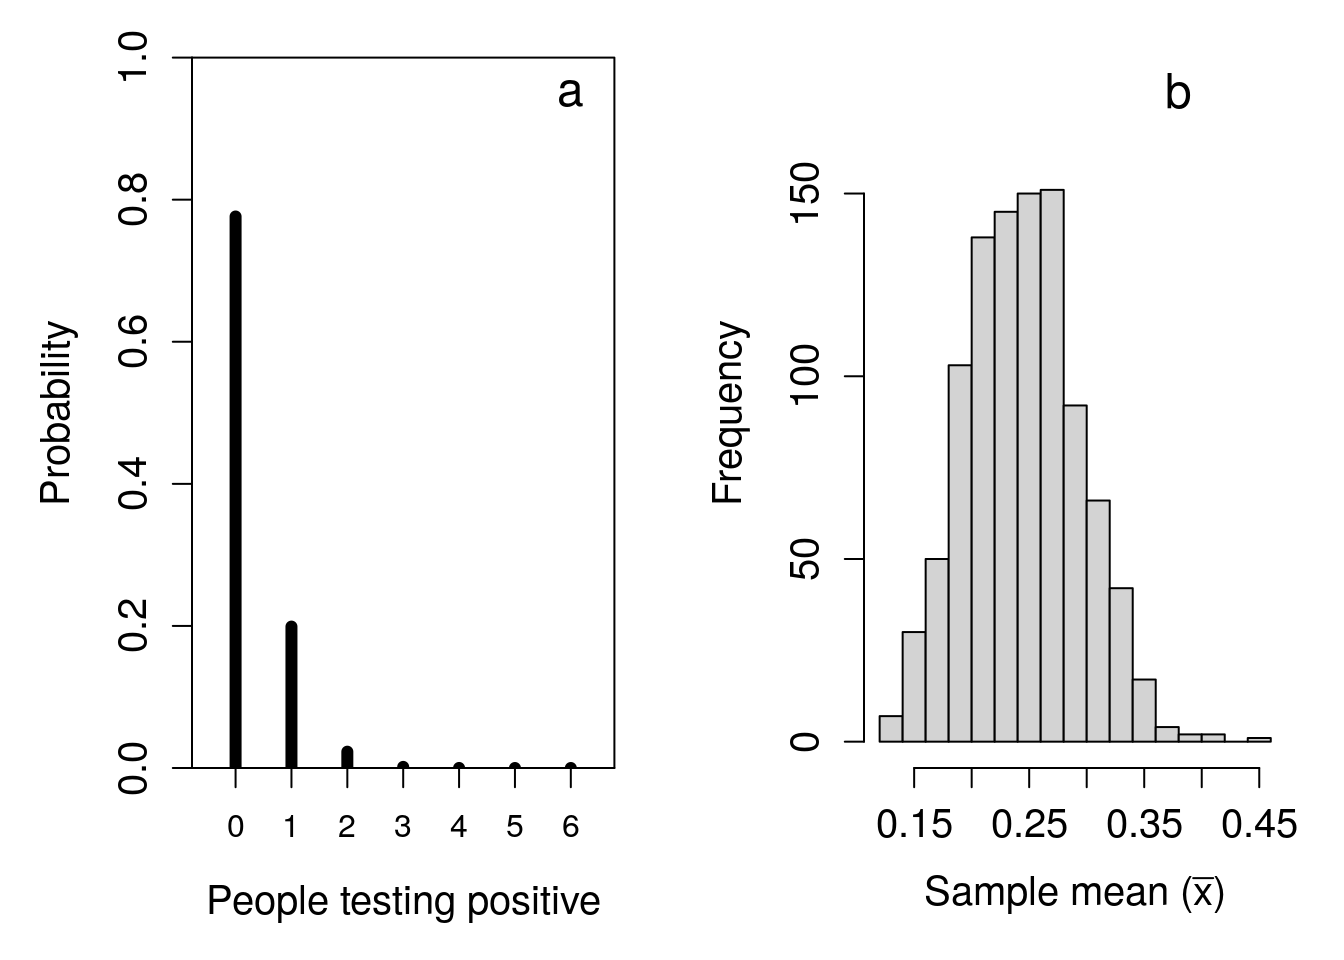 a
1.0
0.8
0.6
0.4
0.2
0.0
Probability
0 1 2 3 4 5 6
People testing positive
b
150
100
50
0
Frequency
0.15 0.25 0.35 0.45
Sample mean (x̅)